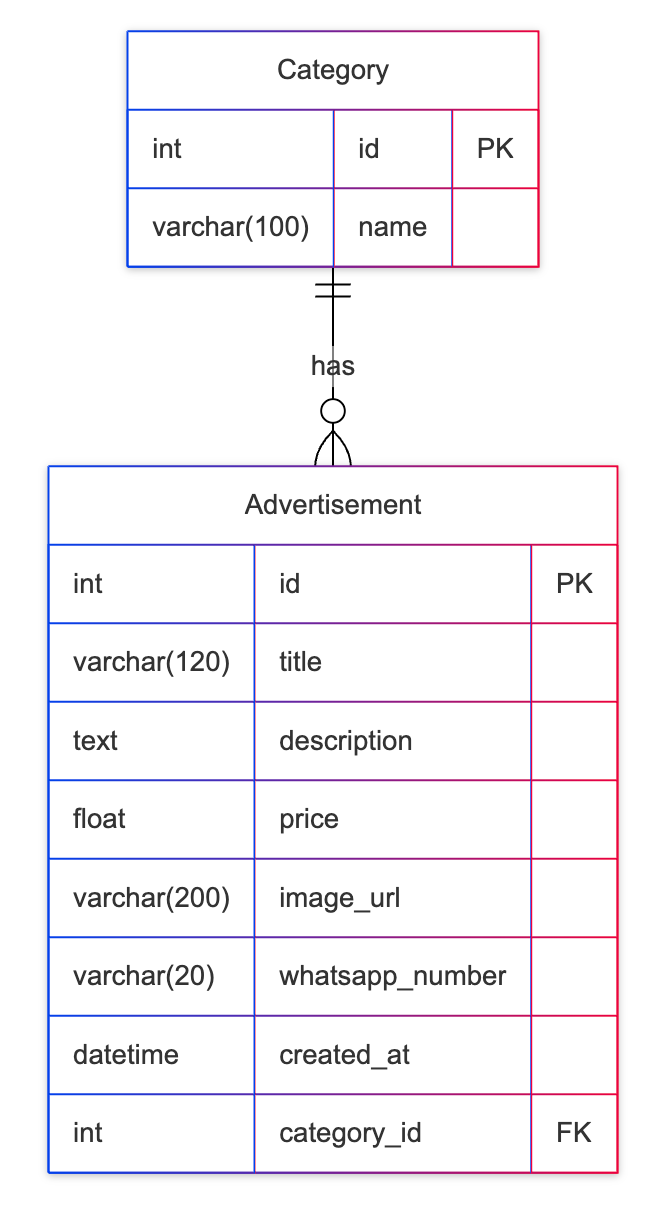 Category
int id PK
varchar(100) name
has
Advertisement
int id PK
varchar(120) title
text description
float price
varchar(200) image_url
varchar(20) whatsapp_number
datetime created_at
int category_id FK